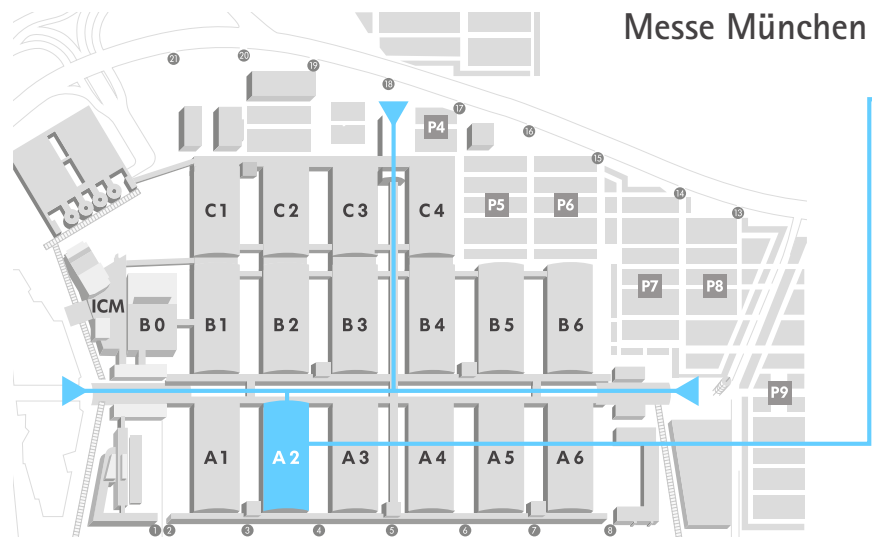 Messe München
21
20
19
18
17
P4
16
15
14
13
C1 C2 C3 C4 P5 P6
P7 P8
ICM
B0 B1 B2 B3 B4 B5 B6
P9
A1 A2 A3 A4 A5 A6
1 2 3 4 5 6 7 8